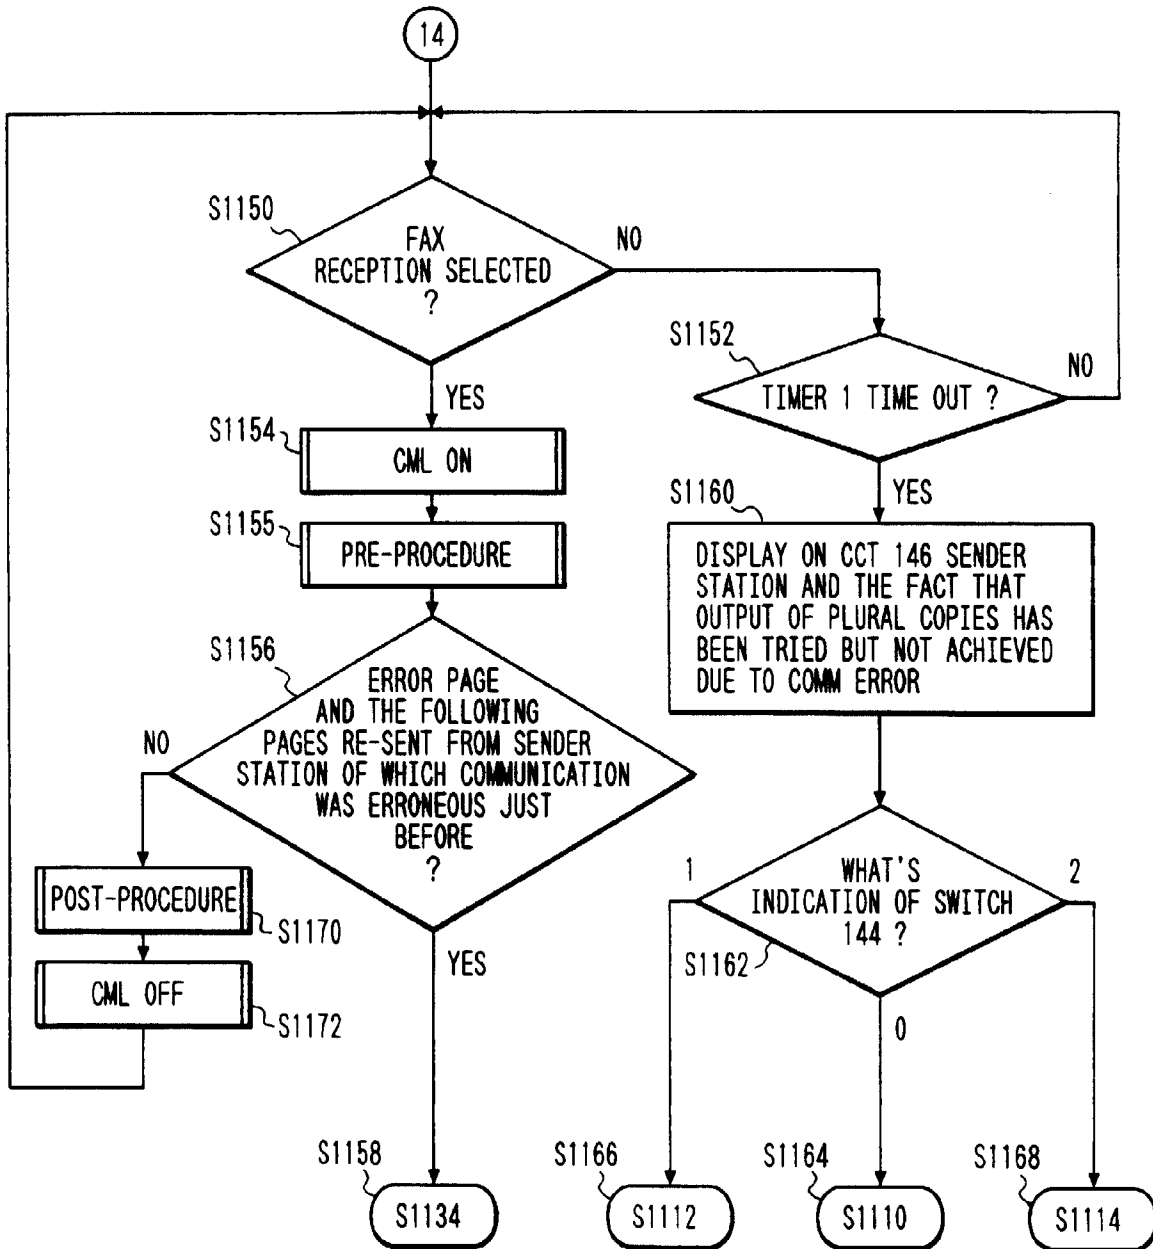 14
S1150
FAX
RECEPTION SELECTED
?
NO
YES
S1152
TIMER 1 TIME OUT ?
NO
YES
S1154
CML ON
S1155
PRE-PROCEDURE
S1160
DISPLAY ON CCT 146 SENDER
STATION AND THE FACT THAT
OUTPUT OF PLURAL COPIES HAS
BEEN TRIED BUT NOT ACHIEVED
DUE TO COMM ERROR
S1156
ERROR PAGE
AND THE FOLLOWING
PAGES RE-SENT FROM SENDER
STATION OF WHICH COMMUNICATION
WAS ERRONEOUS JUST
BEFORE
?
NO
YES
POST-PROCEDURE
S1170
CML OFF
S1172
WHAT'S
INDICATION OF SWITCH
144 ?
S1162
1
2
0
S1158
S1134
S1166
S1112
S1164
S1110
S1168
S1114